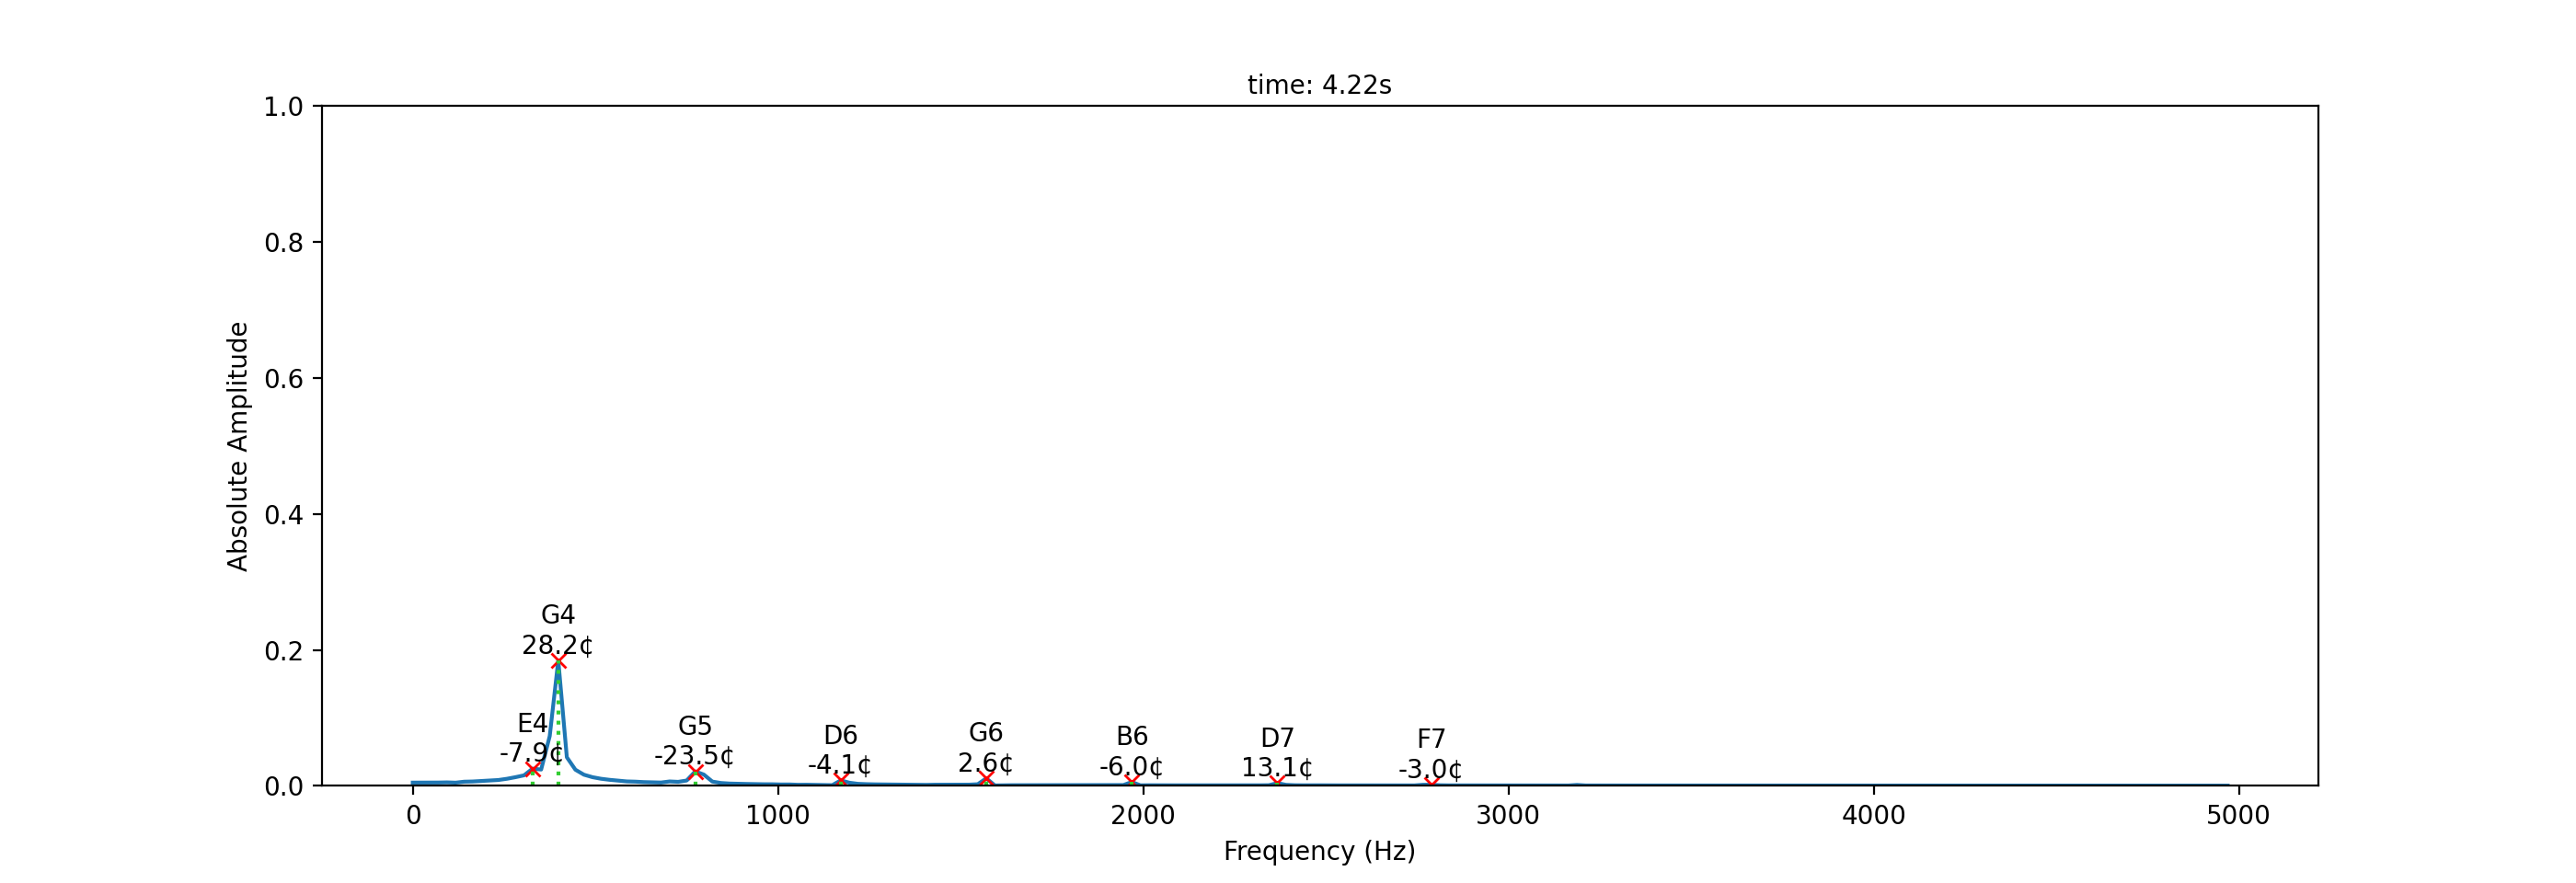 time: 4.22s
1.0
0.8
0.6
0.4
0.2
0.0
Absolute Amplitude
G4
28.2¢
E4
-7.9¢
G5
-23.5¢
D6
-4.1¢
G6
2.6¢
B6
-6.0¢
D7
13.1¢
F7
-3.0¢
0 1000 2000 3000 4000 5000
Frequency (Hz)